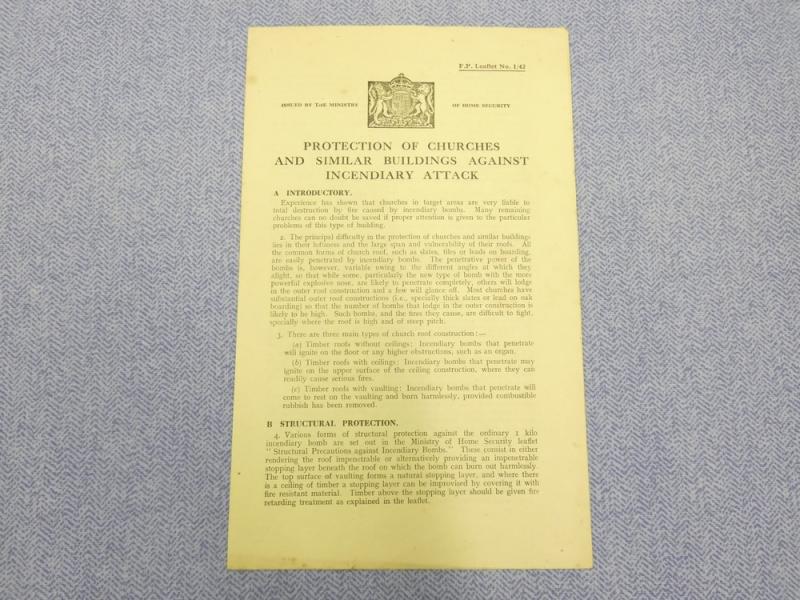 F.P. Leaflet No. 1/42
ISSUED BY THE MINISTRY OF HOME SECURITY
PROTECTION OF CHURCHES
AND SIMILAR BUILDINGS AGAINST
INCENDIARY ATTACK
A INTRODUCTORY.
Experience has shown that churches in target areas are very liable to
total destruction by fire caused by incendiary bombs. Many remaining
churches can no doubt be saved if proper attention is given to the particular
problems of this type of building.
2. The principal difficulty in the protection of churches and similar buildings
lies in their loftiness and the large span and vulnerability of their roofs. All
the common forms of church roof, such as slates, tiles or leads on boarding,
are easily penetrated by incendiary bombs. The penetrative power of the
bombs is, however, variable owing to the different angles at which they
alight, so that while some, particularly the new type of bomb with the more
powerful explosive nose, are likely to penetrate completely, others will lodge
in the outer roof construction and a few will glance off. Most churches have
substantial outer roof constructions (i.e., specially thick slates or lead on oak
boarding) so that the number of bombs that lodge in the outer construction is
likely to be high. Such bombs, and the fires they cause, are difficult to fight,
specially where the roof is high and of steep pitch.
3. There are three main types of church roof construction:—
(a) Timber roofs without ceilings: Incendiary bombs that penetrate
will ignite on the floor or any higher obstructions, such as an organ.
(b) Timber roofs with ceilings: Incendiary bombs that penetrate may
ignite on the upper surface of the ceiling construction, where they can
readily cause serious fires.
(c) Timber roofs with vaulting: Incendiary bombs that penetrate will
come to rest on the vaulting and burn harmlessly, provided combustible
rubbish has been removed.
B STRUCTURAL PROTECTION.
4. Various forms of structural protection against the ordinary 1 kilo
incendiary bomb are set out in the Ministry of Home Security leaflet
"Structural Precautions against Incendiary Bombs." These consist in either
rendering the roof impenetrable or alternatively providing an impenetrable
stopping layer beneath the roof on which the bomb can burn out harmlessly.
The top surface of vaulting forms a natural stopping layer, and where there
is a ceiling of timber a stopping layer can be improvised by covering it with
fire resistant material. Timber above the stopping layer should be given fire
retarding treatment as explained in the leaflet.